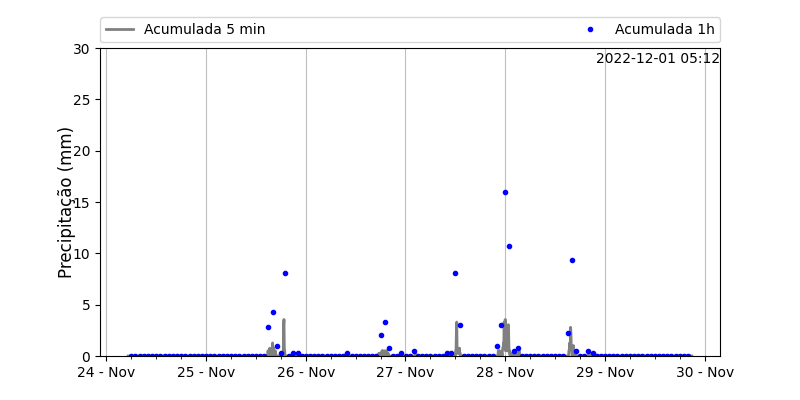 Acumulada 5 min
Acumulada 1h
2022-12-01 05:12
Precipitação (mm)
30
25
20
15
10
5
0
24 - Nov
25 - Nov
26 - Nov
27 - Nov
28 - Nov
29 - Nov
30 - Nov